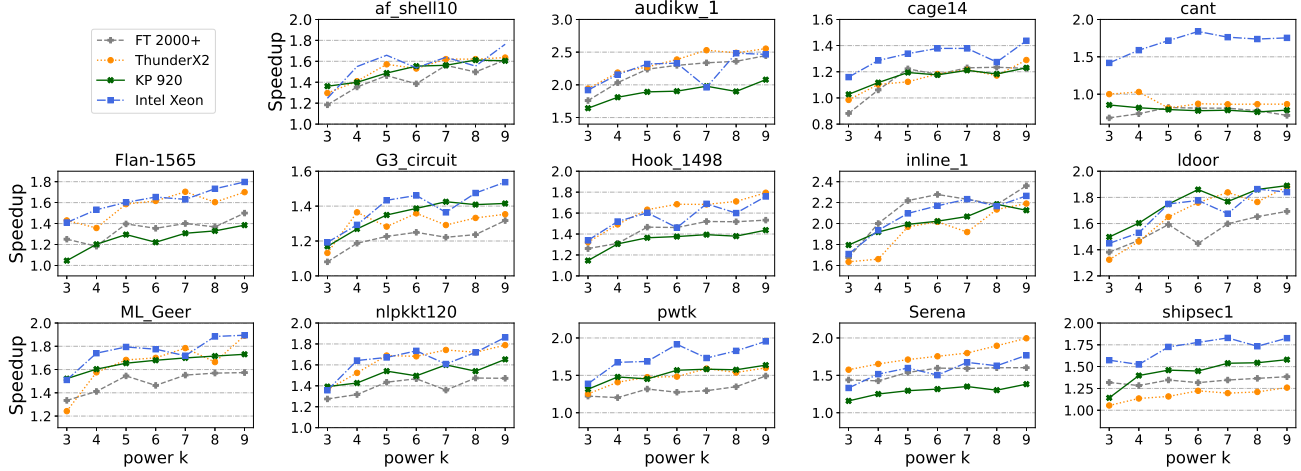 FT 2000+
ThunderX2
KP 920
Intel Xeon
af_shell10
Speedup
2.0
1.8
1.6
1.4
1.2
1.0
3 4 5 6 7 8 9
audikw_1
3.0
2.5
2.0
1.5
3 4 5 6 7 8 9
cage14
1.6
1.4
1.2
1.0
0.8
3 4 5 6 7 8 9
cant
2.0
1.5
1.0
3 4 5 6 7 8 9
Flan-1565
Speedup
1.8
1.6
1.4
1.2
1.0
3 4 5 6 7 8 9
G3_circuit
1.6
1.4
1.2
1.0
3 4 5 6 7 8 9
Hook_1498
2.0
1.8
1.6
1.4
1.2
1.0
3 4 5 6 7 8 9
inline_1
2.4
2.2
2.0
1.8
1.6
3 4 5 6 7 8 9
ldoor
2.0
1.8
1.6
1.4
1.2
3 4 5 6 7 8 9
ML_Geer
Speedup
2.0
1.8
1.6
1.4
1.2
3 4 5 6 7 8 9
power k
nlpkkt120
2.0
1.8
1.6
1.4
1.2
1.0
3 4 5 6 7 8 9
power k
pwtk
2.0
1.5
1.0
3 4 5 6 7 8 9
power k
Serena
2.0
1.5
1.0
3 4 5 6 7 8 9
power k
shipsec1
2.00
1.75
1.50
1.25
1.00
3 4 5 6 7 8 9
power k